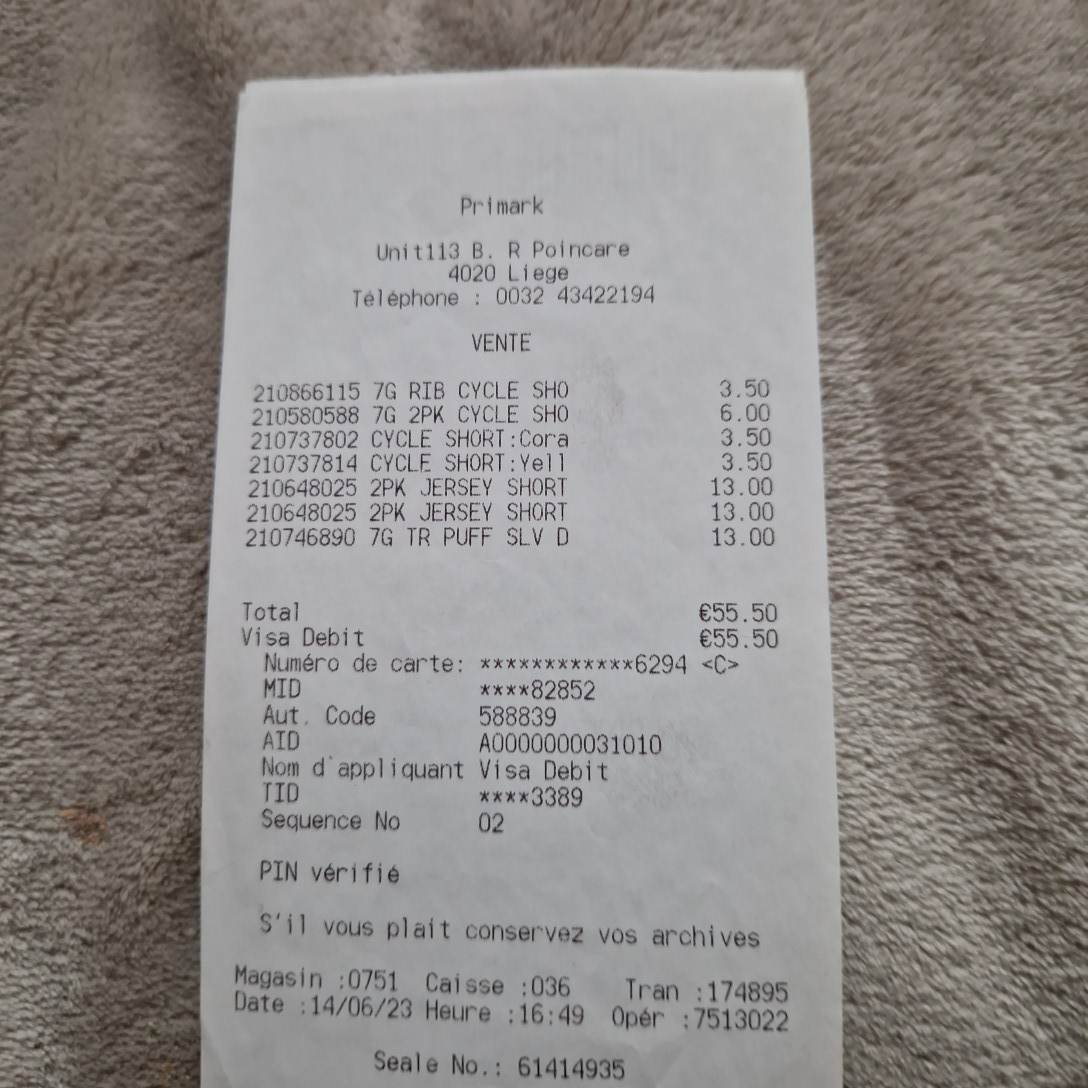 Primark
Unit113 B. R Poincare
4020 Liege
Téléphone : 0032 43422194
VENTE
210866115 7G RIB CYCLE SHO 3.50
210580588 7G 2PK CYCLE SHO 6.00
210737802 CYCLE SHORT:Cora 3.50
210737814 CYCLE SHORT:Yell 3.50
210648025 2PK JERSEY SHORT 13.00
210648025 2PK JERSEY SHORT 13.00
210746890 7G TR PUFF SLV D 13.00
Total €55.50
Visa Debit €55.50
Numéro de carte: ************6294 <C>
MID ****82852
Aut. Code 588839
AID A0000000031010
Nom d'appliquant Visa Debit
TID ****3389
Sequence No 02
PIN vérifié
S'il vous plait conservez vos archives
Magasin :0751 Caisse :036 Tran :174895
Date :14/06/23 Heure :16:49 Opér :7513022
Seale No.: 61414935